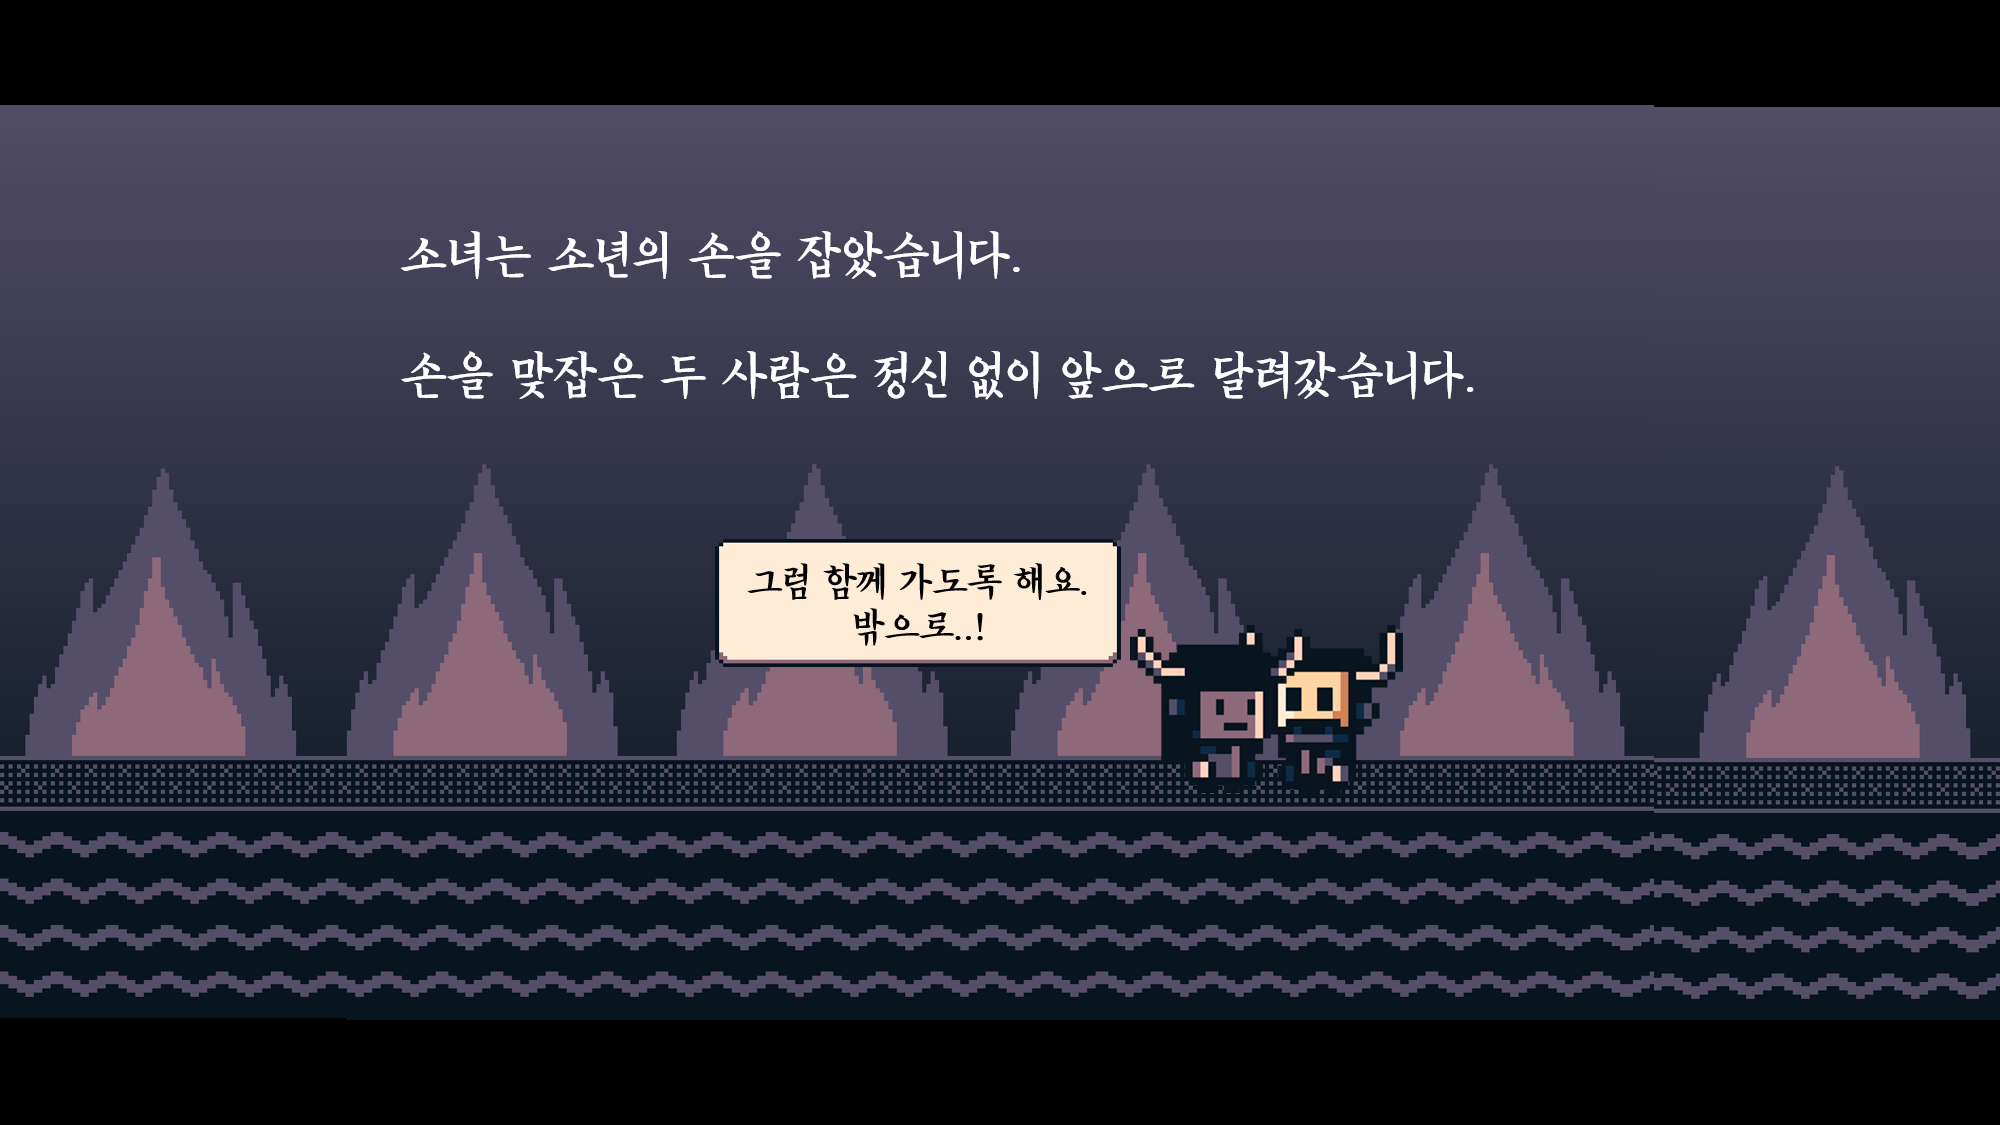 소녀는 소년의 손을 잡았습니다.
손을 맞잡은 두 사람은 정신 없이 앞으로 달려갔습니다.
그럼 함께 가도록 해요.
밖으로..!